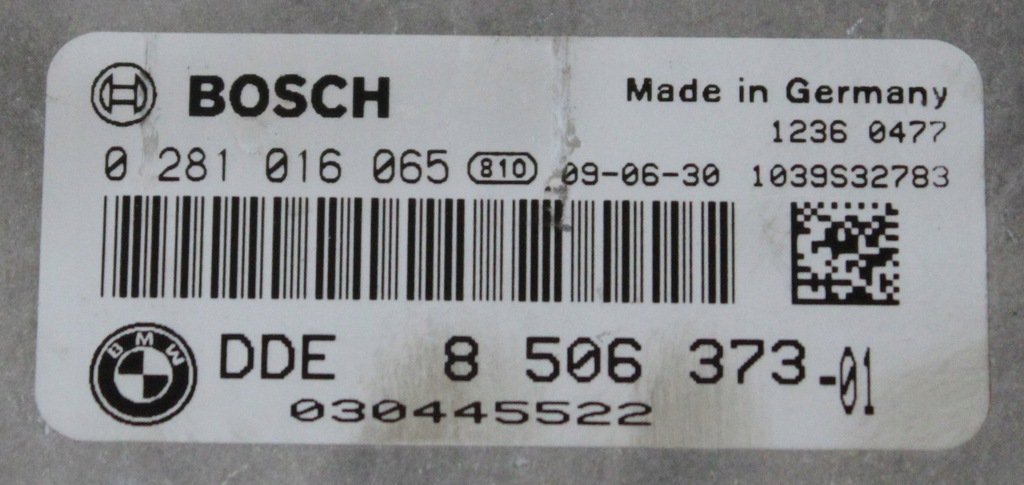 BOSCH
Made in Germany
1236 0477
0 281 016 065 810 09-06-30 1039S32783
BMW
DDE 8 506 373-01
030445522